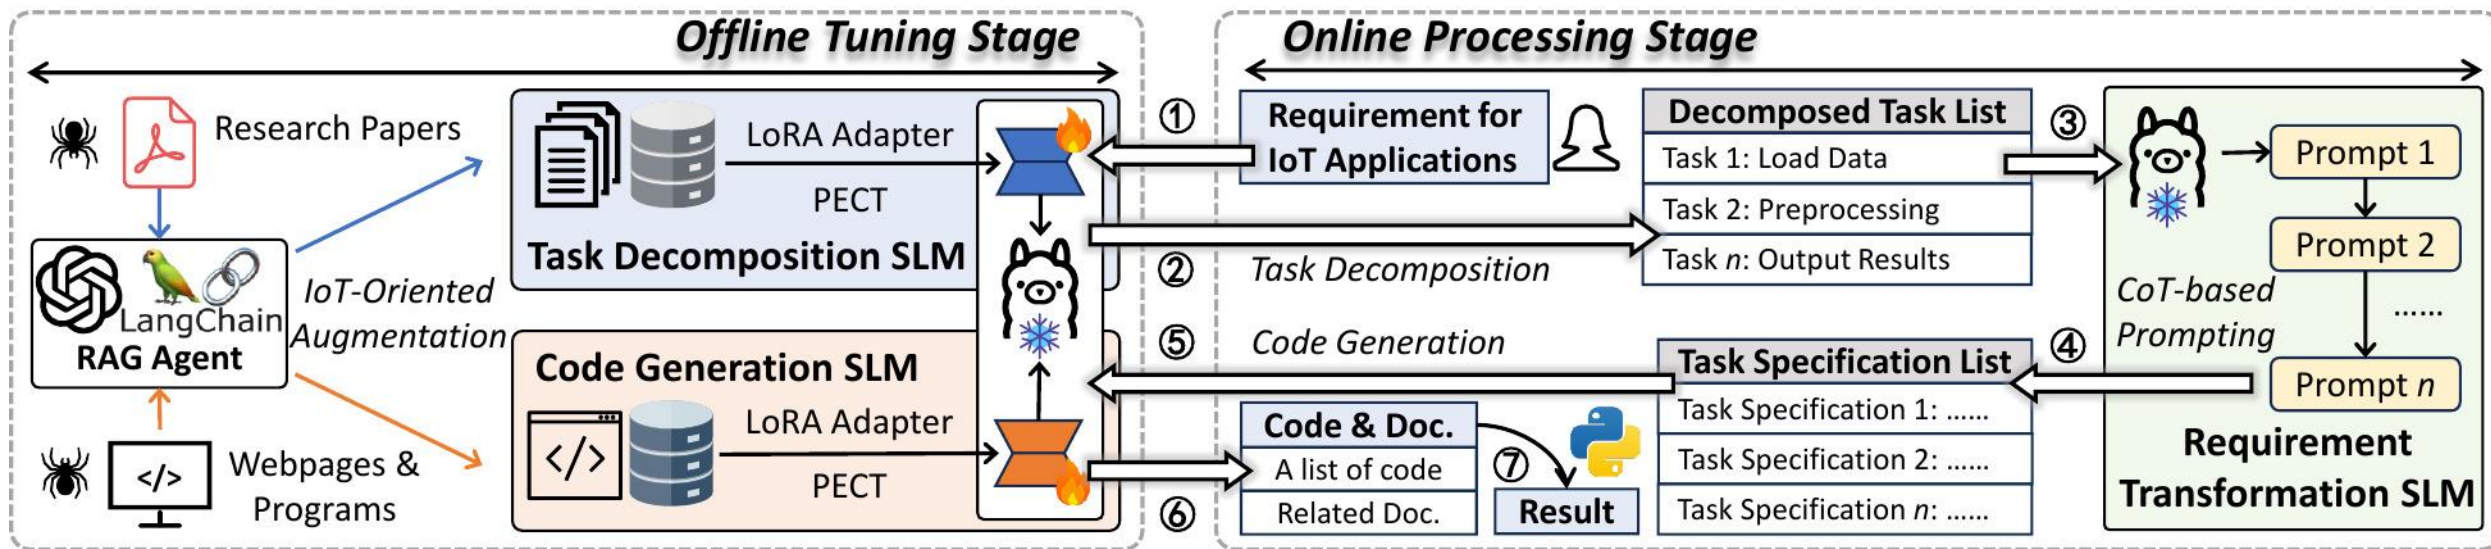 Offline Tuning Stage
Research Papers
LangChain
RAG Agent
IoT-Oriented
Augmentation
</>
Webpages &
Programs
LoRA Adapter
PECT
Task Decomposition SLM
Code Generation SLM
</>
LoRA Adapter
PECT
Online Processing Stage
①
Requirement for
IoT Applications
②
Task Decomposition
Decomposed Task List
Task 1: Load Data
Task 2: Preprocessing
Task n: Output Results
③
Prompt 1
Prompt 2
......
Prompt n
CoT-based
Prompting
Requirement
Transformation SLM
④
Task Specification List
Task Specification 1: ......
Task Specification 2: ......
Task Specification n: ......
⑤
Code Generation
⑥
Code & Doc.
A list of code
Related Doc.
⑦
Result